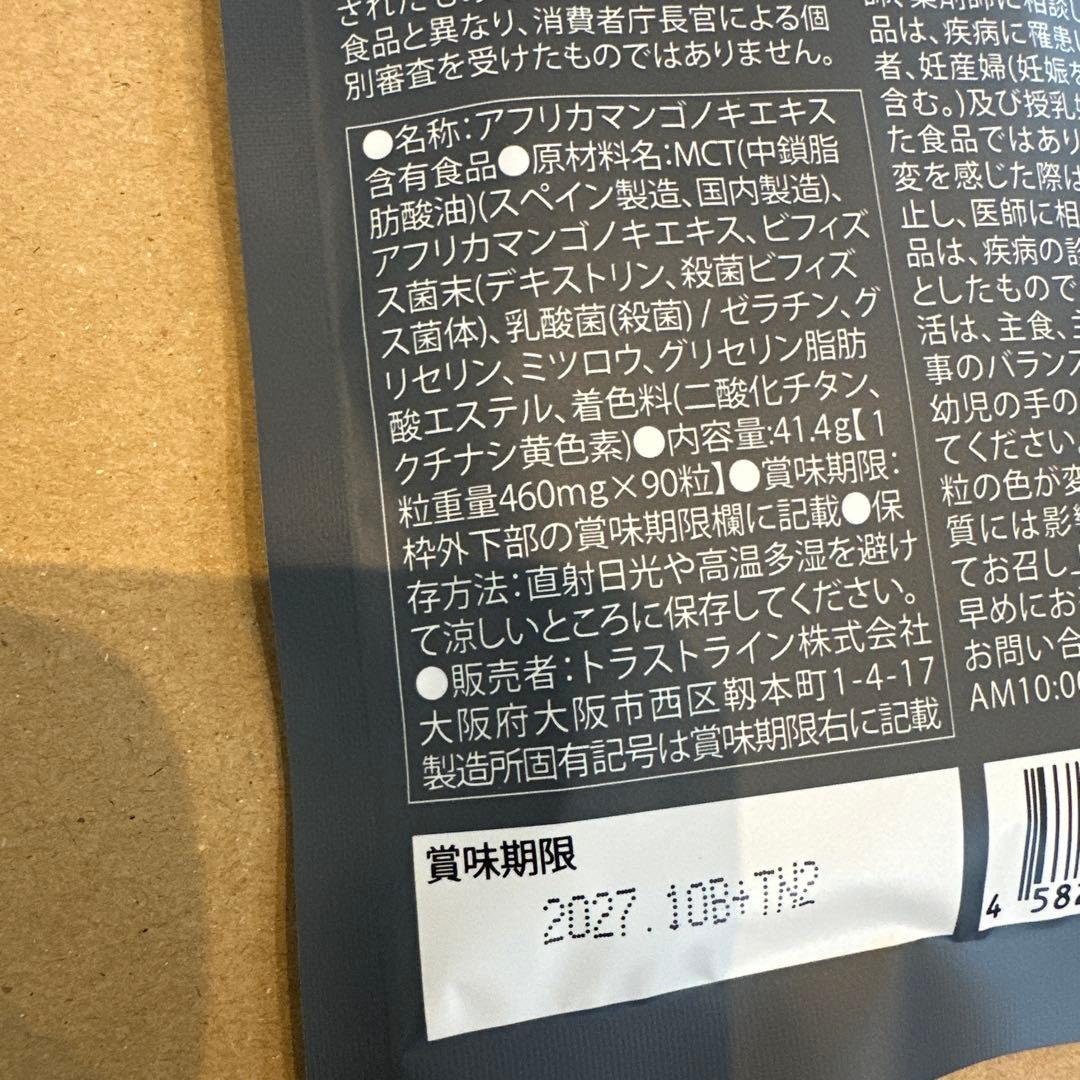 食品と異なり、消費者庁長官による個
別審査を受けたものではありません。
●名称：アフリカマンゴノキエキス
含有食品●原材料名：MCT(中鎖脂
肪酸油)(スペイン製造、国内製造)、
アフリカマンゴノキエキス、ビフィズ
ス菌末(デキストリン、殺菌ビフィズ
ス菌体)、乳酸菌(殺菌) / ゼラチン、グ
リセリン、ミツロウ、グリセリン脂肪
酸エステル、着色料(二酸化チタン、
クチナシ黄色素)●内容量:41.4g【1
粒重量460mg×90粒】●賞味期限：
枠外下部の賞味期限欄に記載●保
存方法：直射日光や高温多湿を避け
て涼しいところに保存してください。
●販売者：トラストライン株式会社
大阪府大阪市西区靱本町1-4-17
製造所固有記号は賞味期限右に記載
賞味期限
2027.10B+TN2
品は、疾病に罹患
者、妊産婦(妊娠を
含む。)及び授乳
た食品ではあり
変を感じた際は
止し、医師に相
品は、疾病の診
としたもので
活は、主食、主
事のバランス
幼児の手の
てください。
粒の色が変
質には影響
てお召し上
早めにお
お問い合
AM10:00
4 582